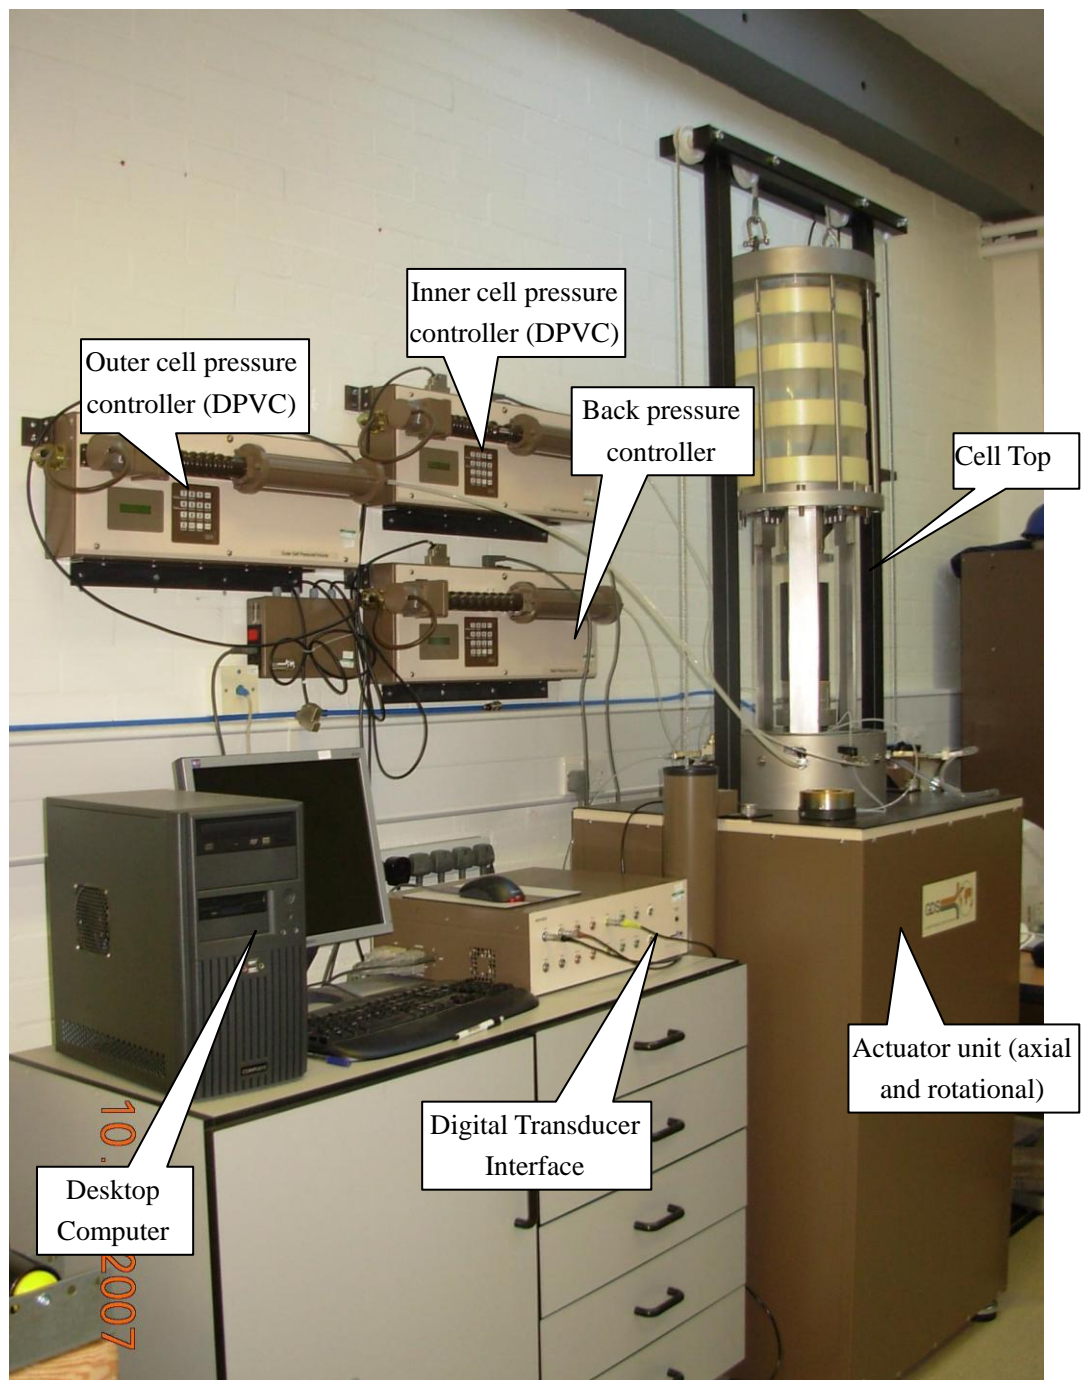 Inner cell pressure
controller (DPVC)
Outer cell pressure
controller (DPVC)
Back pressure
controller
Cell Top
GDS
Actuator unit (axial
and rotational)
Digital Transducer
Interface
Desktop
Computer
10.
2007